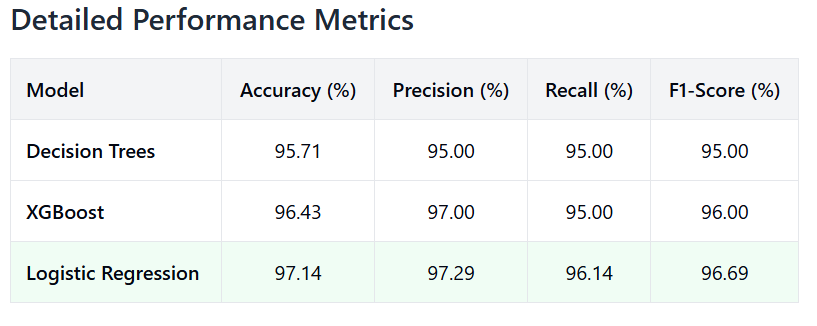 Detailed Performance Metrics
Model Accuracy (%) Precision (%) Recall (%) F1-Score (%)
Decision Trees 95.71 95.00 95.00 95.00
XGBoost 96.43 97.00 95.00 96.00
Logistic Regression 97.14 97.29 96.14 96.69